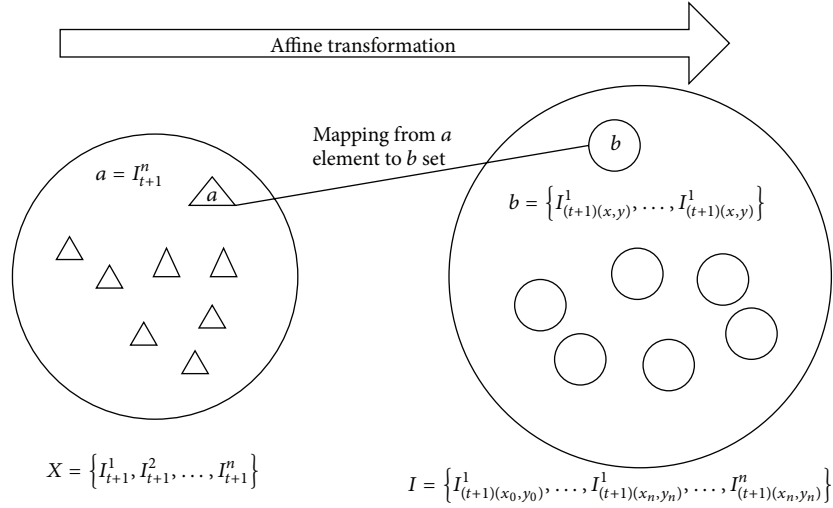 Affine transformation
Mapping from a
element to b set
a = I^n_{t+1}
a
b
b = {I^1_{(t+1)(x,y)}, . . . , I^1_{(t+1)(x,y)}}
X = {I^1_{t+1}, I^2_{t+1}, . . . , I^n_{t+1}}
I = {I^1_{(t+1)(x_0,y_0)}, . . . , I^1_{(t+1)(x_n,y_n)}, . . . , I^n_{(t+1)(x_n,y_n)}}